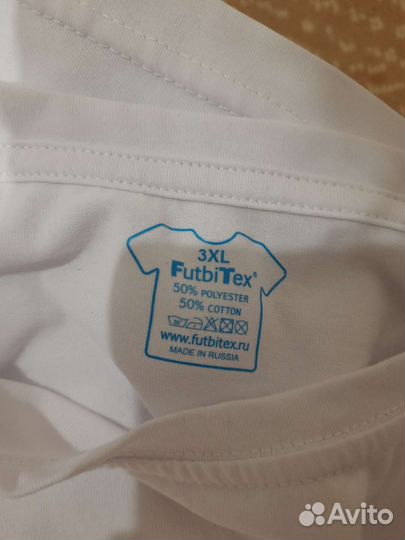 3XL
FutbiTex®
50% POLYESTER
50% COTTON
www.futbitex.ru
MADE IN RUSSIA
Avito